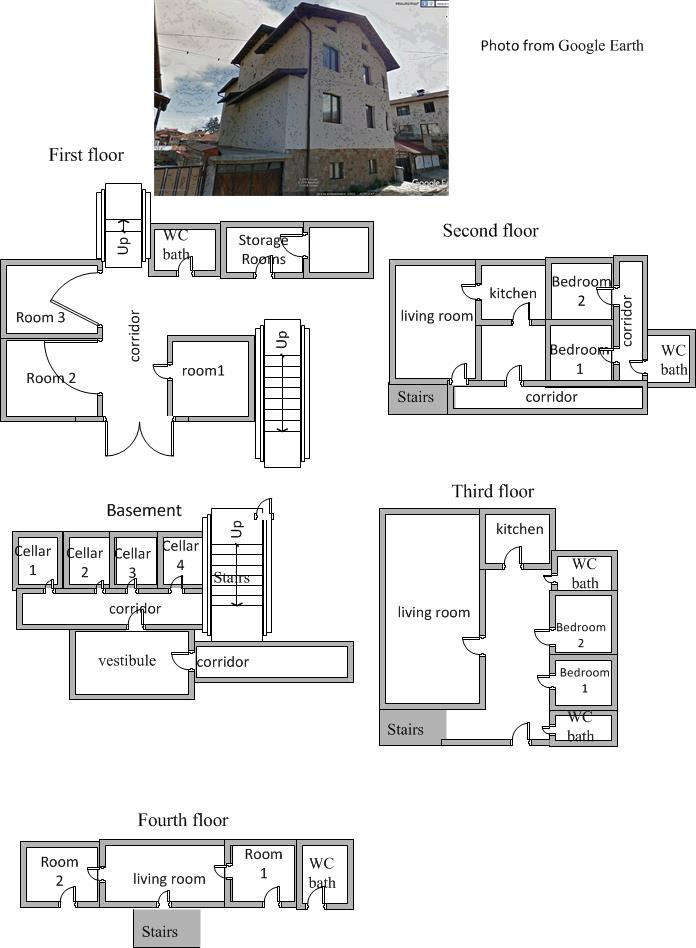 Photo from Google Earth
Google E
First floor
Up
WC
bath
Storage
Rooms
Room 3
corridor
Room 2
room1
Up
Second floor
living room
kitchen
Bedroom
2
corridor
Bedroom
1
WC
bath
Stairs
corridor
Basement
Cellar
1
Cellar
2
Cellar
3
Cellar
4
Up
Stairs
corridor
vestibule
corridor
Third floor
kitchen
living room
WC
bath
Bedroom
2
Bedroom
1
WC
bath
Stairs
Fourth floor
Room
2
living room
Room
1
WC
bath
Stairs